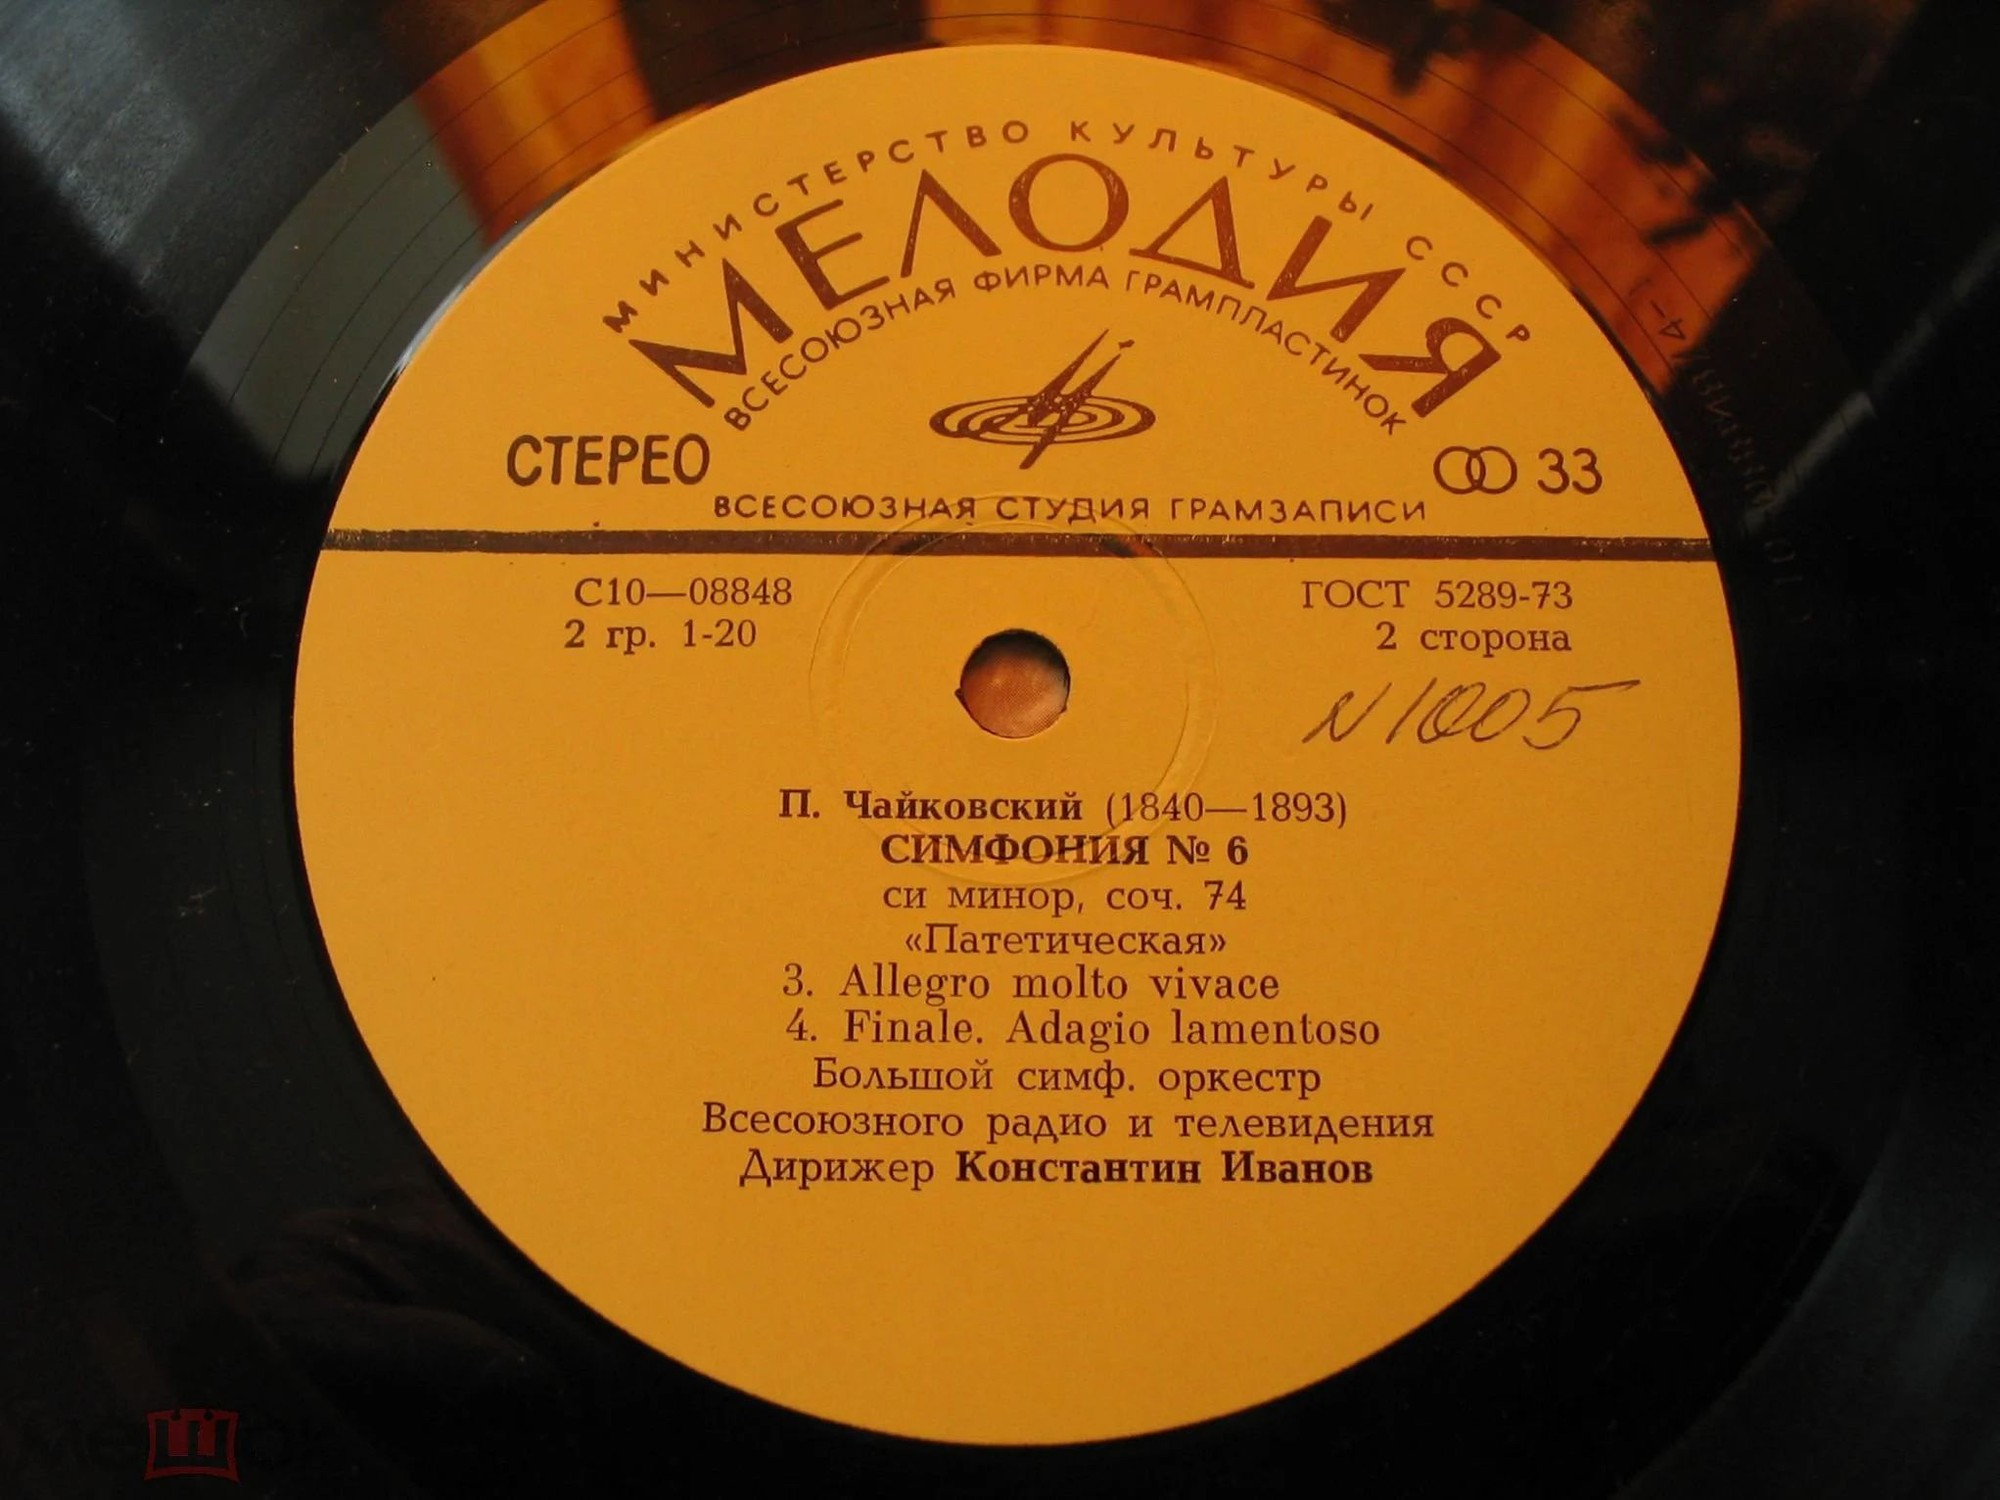 МИНИСТЕРСТВО КУЛЬТУРЫ СССР
МЕЛОДИЯ
ВСЕСОЮЗНАЯ ФИРМА ГРАМПЛАСТИНОК
СТЕРЕО
33
ВСЕСОЮЗНАЯ СТУДИЯ ГРАМЗАПИСИ
С10—08848
ГОСТ 5289-73
2 гр. 1-20
2 сторона
N 1005
П. Чайковский (1840—1893)
СИМФОНИЯ № 6
си минор, соч. 74
«Патетическая»
3. Allegro molto vivace
4. Finale. Adagio lamentoso
Большой симф. оркестр
Всесоюзного радио и телевидения
Дирижер Константин Иванов
мешок